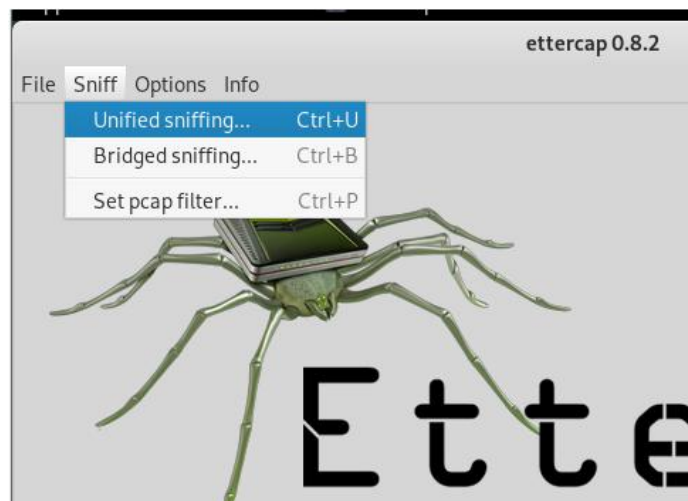 ettercap 0.8.2
File Sniff Options Info
Unified sniffing... Ctrl+U
Bridged sniffing... Ctrl+B
Set pcap filter... Ctrl+P
Ette